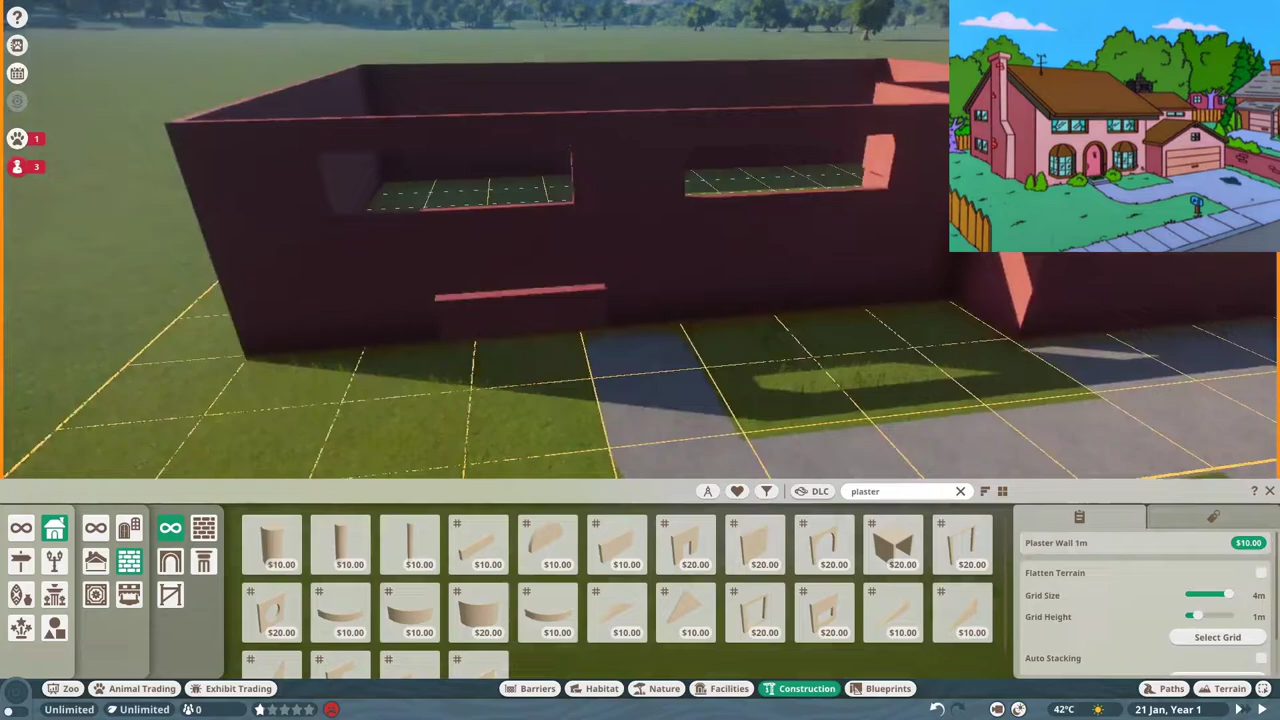 ?
1
3
DLC
plaster
?
$10.00
$10.00
$10.00
$10.00
$10.00
$10.00
$20.00
$20.00
$20.00
$20.00
$20.00
$20.00
$10.00
$10.00
$20.00
$10.00
$10.00
$10.00
$20.00
$20.00
$10.00
$10.00
Plaster Wall 1m
$10.00
Flatten Terrain
Grid Size
4m
Grid Height
1m
Select Grid
Auto Stacking
Zoo
Animal Trading
Exhibit Trading
Barriers
Habitat
Nature
Facilities
Construction
Blueprints
Paths
Terrain
Unlimited
Unlimited
0
42°C
21 Jan, Year 1